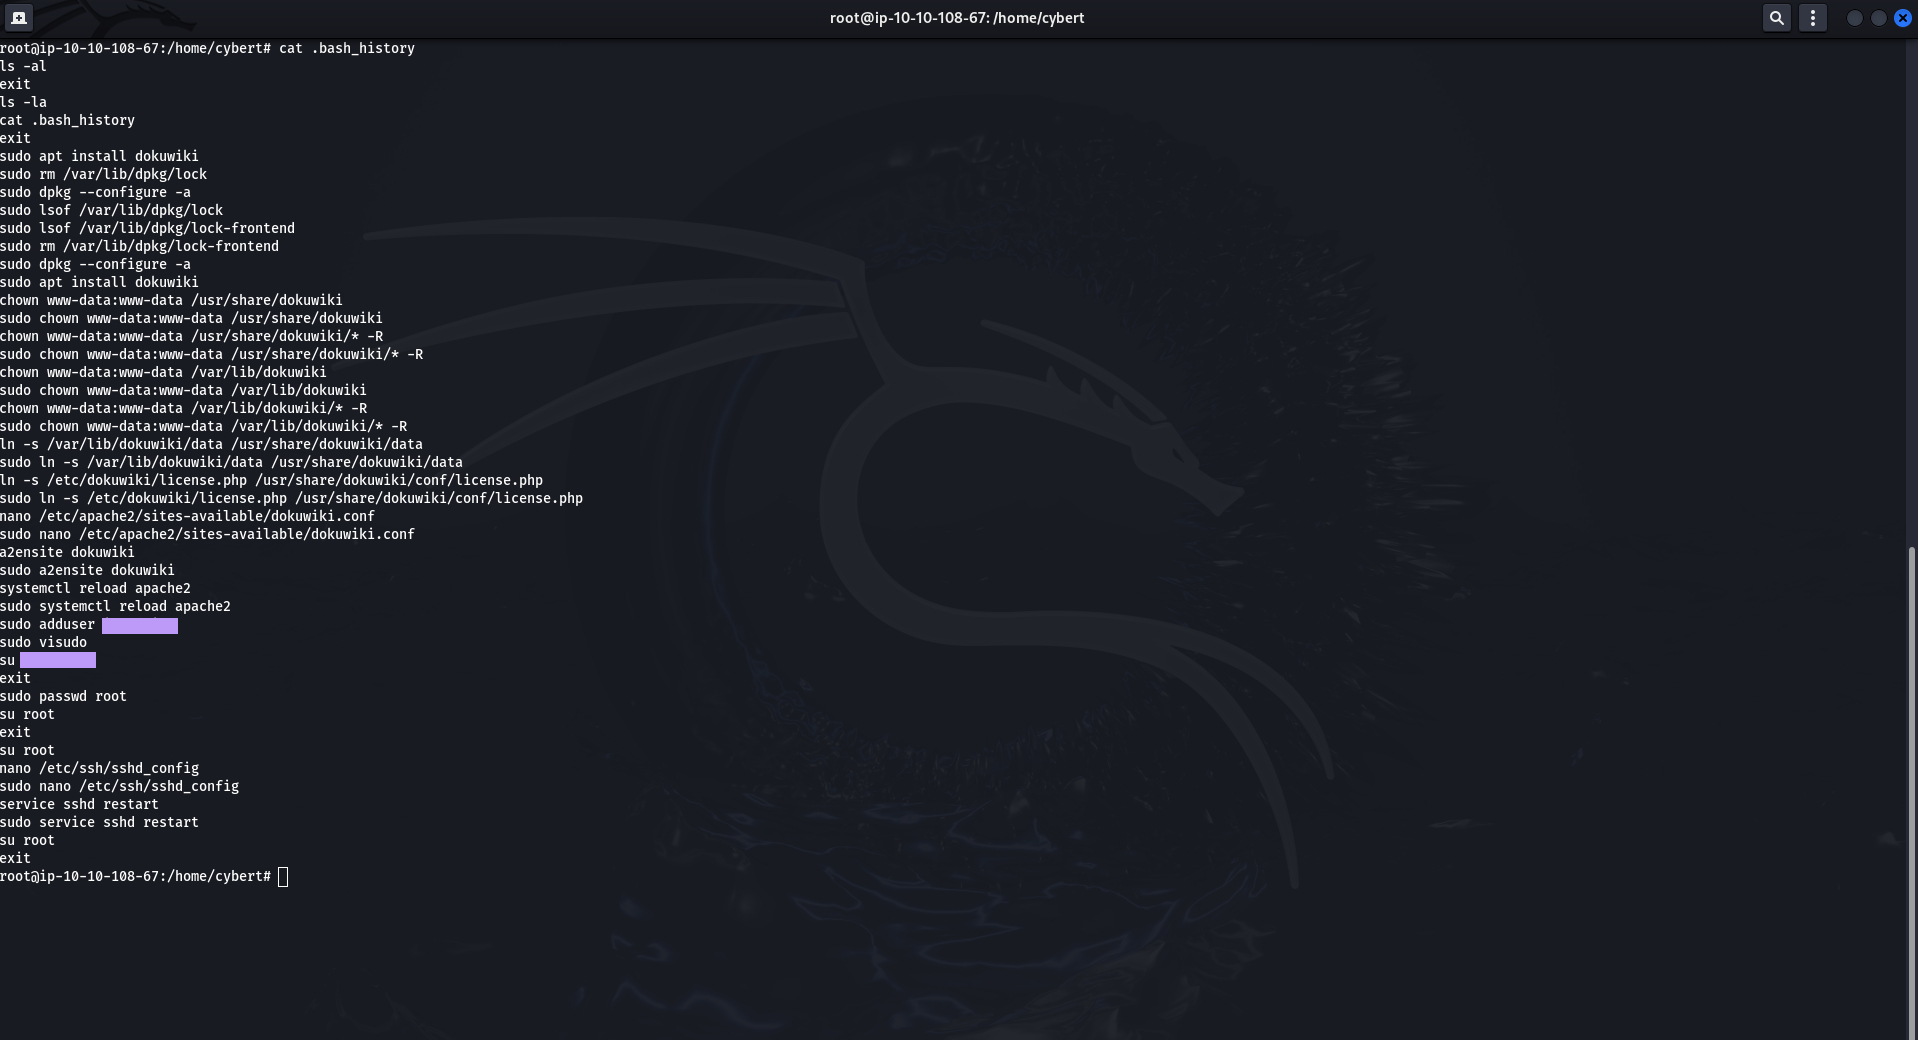 root@ip-10-10-108-67: /home/cybert
root@ip-10-10-108-67:/home/cybert# cat .bash_history
ls -al
exit
ls -la
cat .bash_history
exit
sudo apt install dokuwiki
sudo rm /var/lib/dpkg/lock
sudo dpkg --configure -a
sudo lsof /var/lib/dpkg/lock
sudo lsof /var/lib/dpkg/lock-frontend
sudo rm /var/lib/dpkg/lock-frontend
sudo dpkg --configure -a
sudo apt install dokuwiki
chown www-data:www-data /usr/share/dokuwiki
sudo chown www-data:www-data /usr/share/dokuwiki
chown www-data:www-data /usr/share/dokuwiki/* -R
sudo chown www-data:www-data /usr/share/dokuwiki/* -R
chown www-data:www-data /var/lib/dokuwiki
sudo chown www-data:www-data /var/lib/dokuwiki
chown www-data:www-data /var/lib/dokuwiki/* -R
sudo chown www-data:www-data /var/lib/dokuwiki/* -R
ln -s /var/lib/dokuwiki/data /usr/share/dokuwiki/data
sudo ln -s /var/lib/dokuwiki/data /usr/share/dokuwiki/data
ln -s /etc/dokuwiki/license.php /usr/share/dokuwiki/conf/license.php
sudo ln -s /etc/dokuwiki/license.php /usr/share/dokuwiki/conf/license.php
nano /etc/apache2/sites-available/dokuwiki.conf
sudo nano /etc/apache2/sites-available/dokuwiki.conf
a2ensite dokuwiki
sudo a2ensite dokuwiki
systemctl reload apache2
sudo systemctl reload apache2
sudo adduser
sudo visudo
su
exit
sudo passwd root
su root
exit
su root
nano /etc/ssh/sshd_config
sudo nano /etc/ssh/sshd_config
service sshd restart
sudo service sshd restart
su root
exit
root@ip-10-10-108-67:/home/cybert#